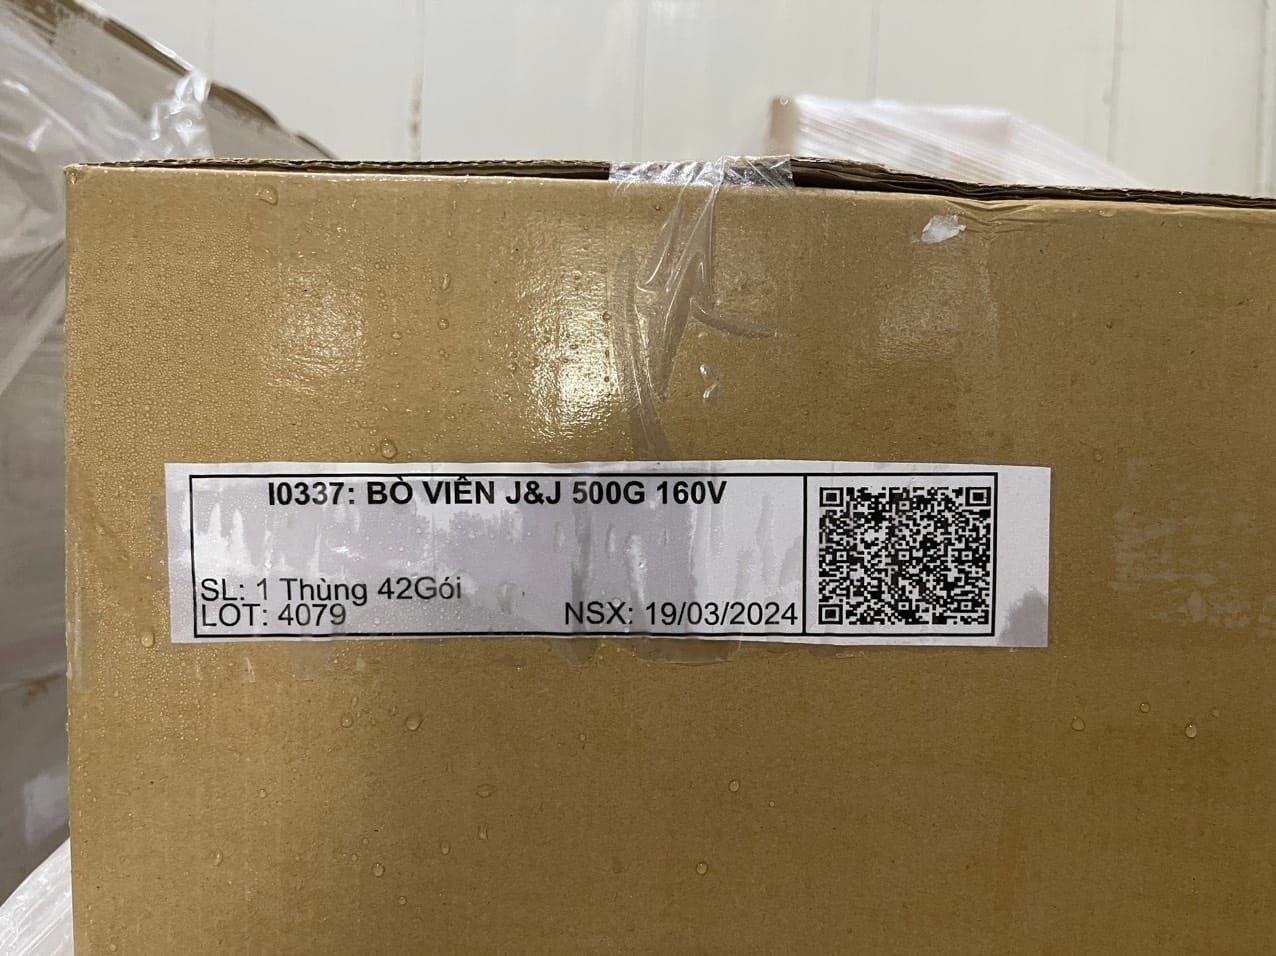 I0337: BÒ VIÊN J&J 500G 160V
SL: 1 Thùng 42Gói
LOT: 4079
NSX: 19/03/2024